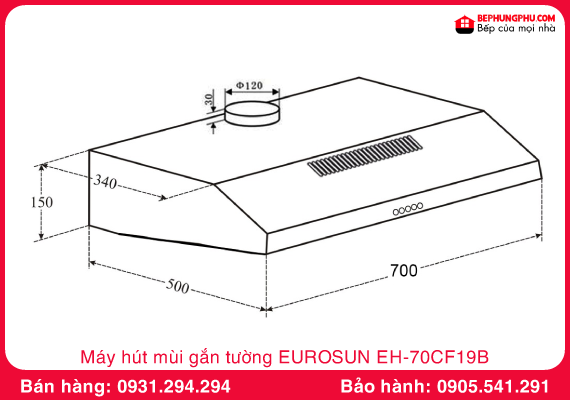 BEPHUNGPHU.COM
Bếp của mọi nhà
Φ120
30
340
150
500
700
Máy hút mùi gắn tường EUROSUN EH-70CF19B
Bán hàng: 0931.294.294
Bảo hành: 0905.541.291